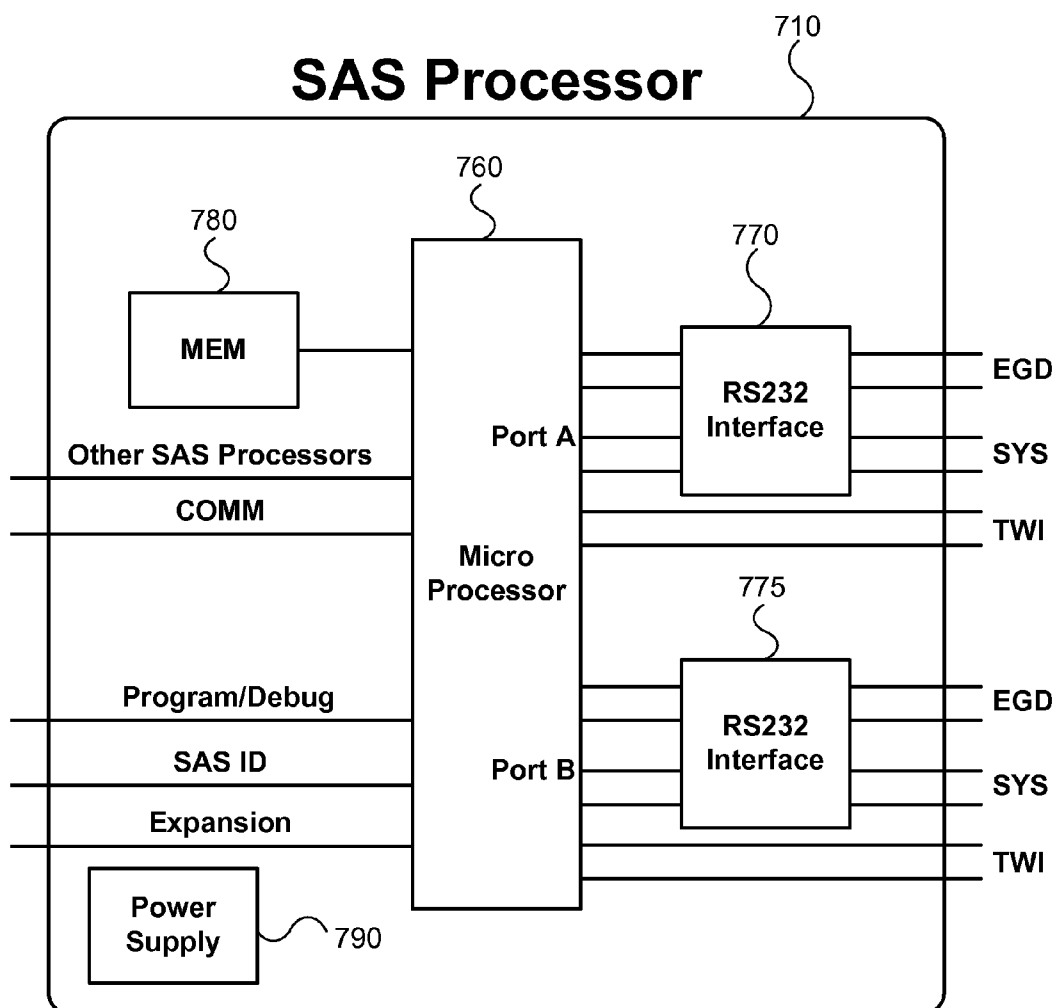 710
SAS Processor
760
780
770
MEM
RS232
Interface
EGD
SYS
Port A
Other SAS Processors
COMM
TWI
Micro
Processor
775
Program/Debug
RS232
Interface
EGD
SYS
Port B
SAS ID
Expansion
TWI
Power
Supply
790